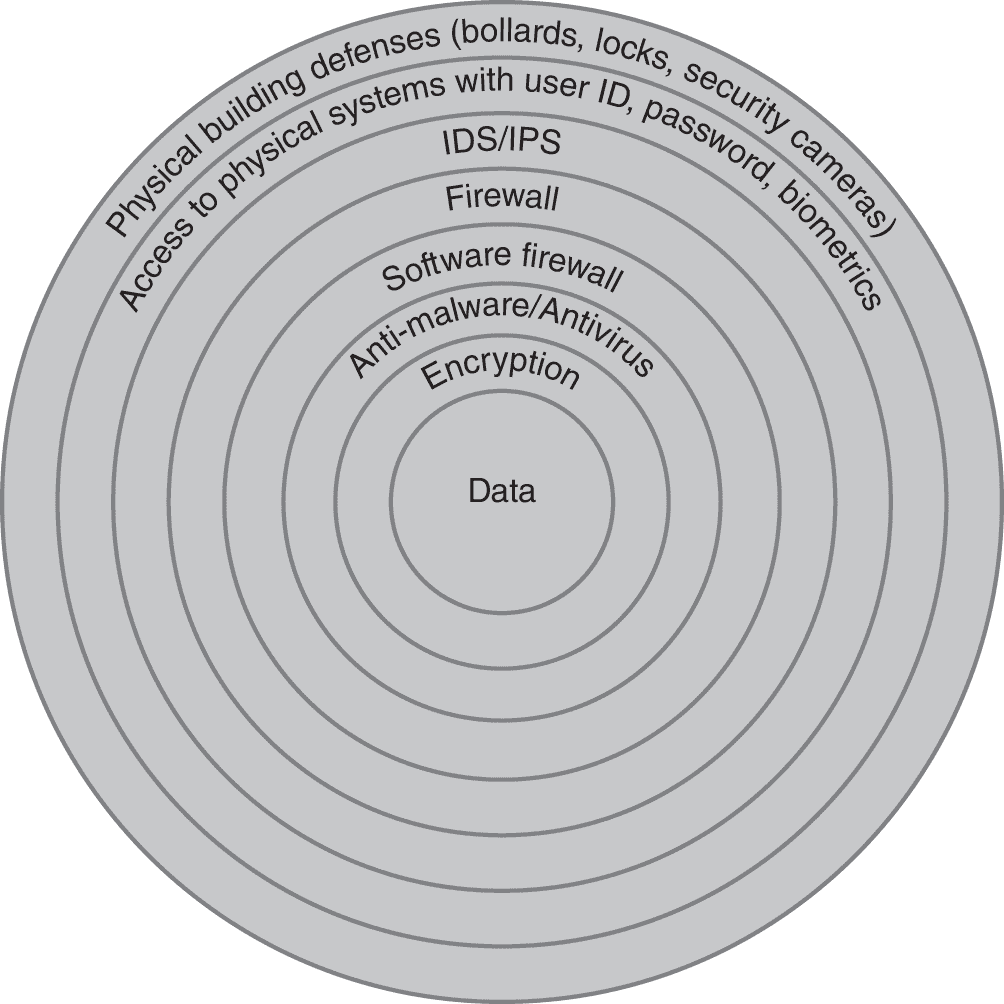 Physical building defenses (bollards, locks, security cameras)
Access to physical systems with user ID, password, biometrics
IDS/IPS
Firewall
Software firewall
Anti-malware/Antivirus
Encryption
Data